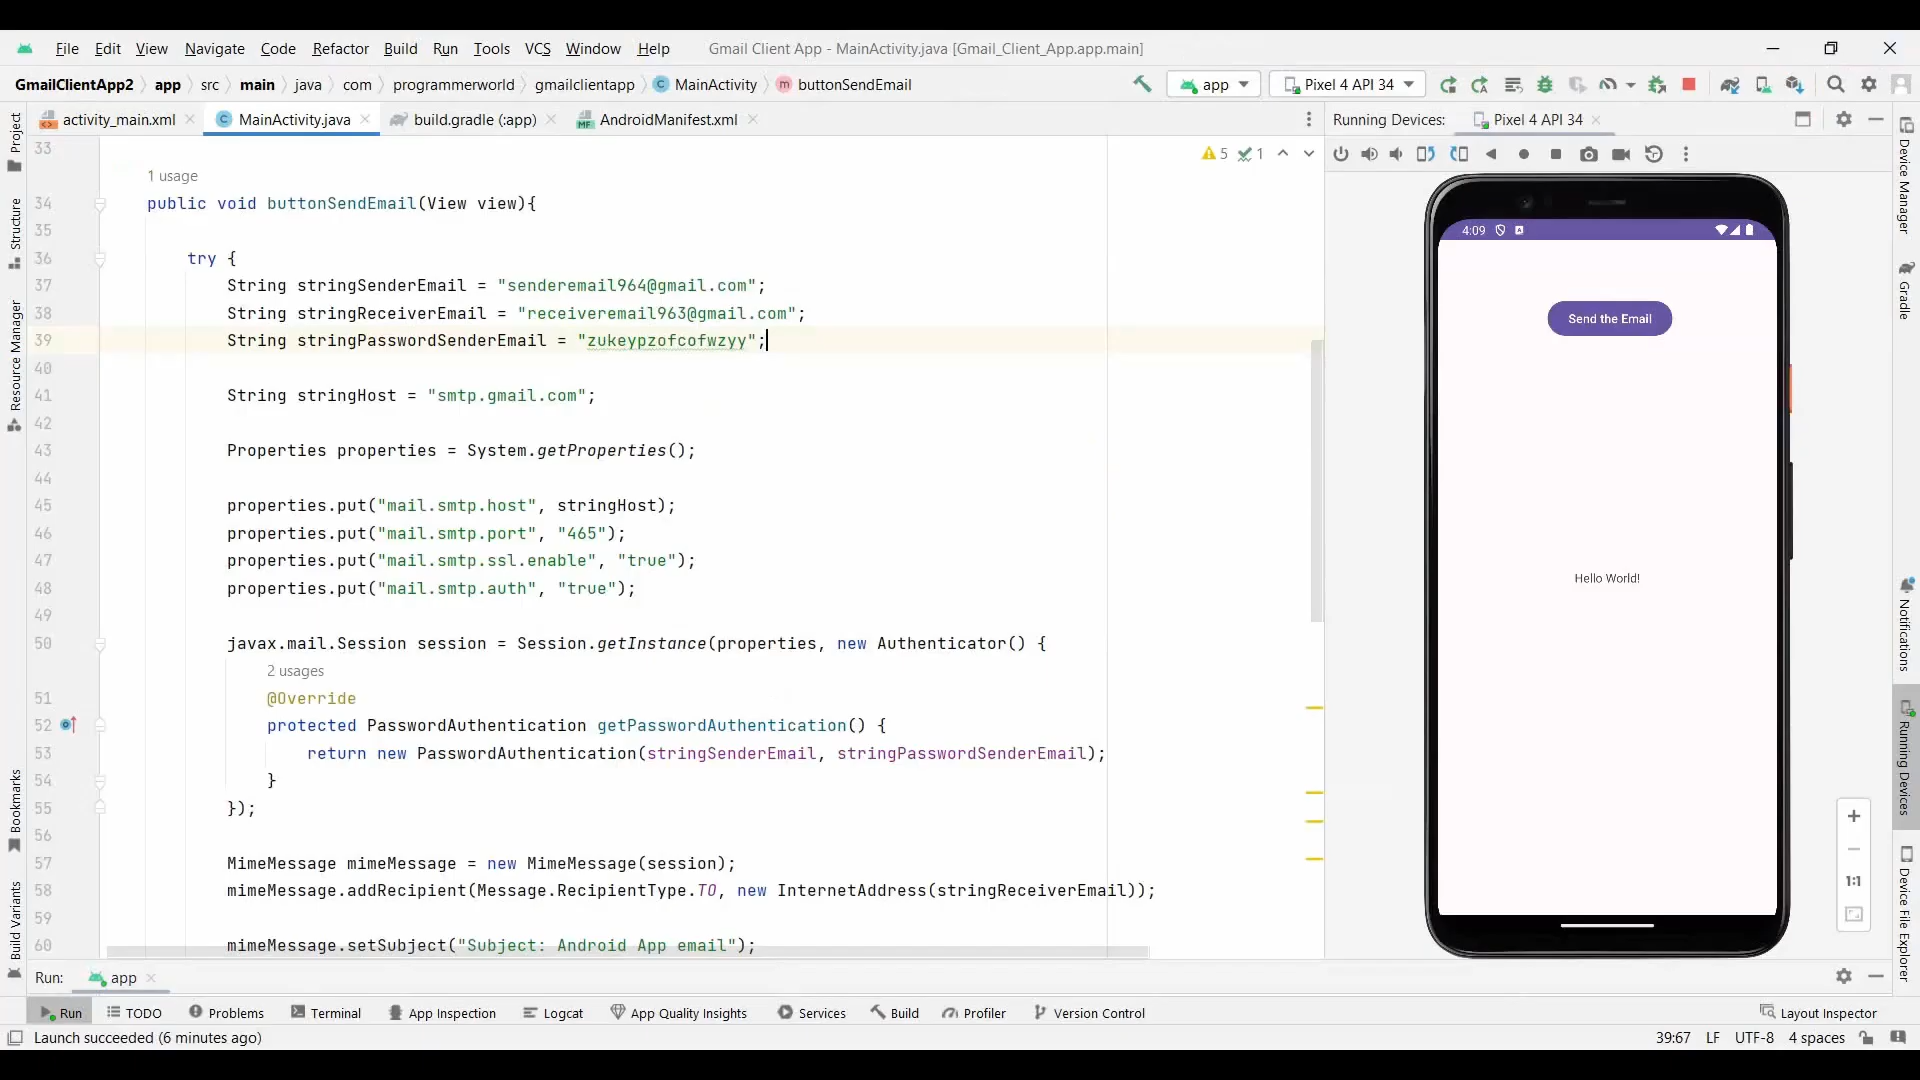 File Edit View Navigate Code Refactor Build Run Tools VCS Window Help Gmail Client App - MainActivity.java [Gmail_Client_App.app.main]
GmailClientApp2 app src main java com programmerworld gmailclientapp MainActivity buttonSendEmail app Pixel 4 API 34
activity_main.xml MainActivity.java build.gradle (:app) AndroidManifest.xml Running Devices: Pixel 4 API 34
33
5 1
1 usage
34 public void buttonSendEmail(View view){
35
36 try {
37 String stringSenderEmail = "senderemail964@gmail.com";
38 String stringReceiverEmail = "receiveremail963@gmail.com";
39 String stringPasswordSenderEmail = "zukeypzofcofwzyy";
40
41 String stringHost = "smtp.gmail.com";
42
43 Properties properties = System.getProperties();
44
45 properties.put("mail.smtp.host", stringHost);
46 properties.put("mail.smtp.port", "465");
47 properties.put("mail.smtp.ssl.enable", "true");
48 properties.put("mail.smtp.auth", "true");
49
50 javax.mail.Session session = Session.getInstance(properties, new Authenticator() {
2 usages
51 @Override
52 protected PasswordAuthentication getPasswordAuthentication() {
53 return new PasswordAuthentication(stringSenderEmail, stringPasswordSenderEmail);
54 }
55 });
56
57 MimeMessage mimeMessage = new MimeMessage(session);
58 mimeMessage.addRecipient(Message.RecipientType.TO, new InternetAddress(stringReceiverEmail));
59
60 mimeMessage.setSubject("Subject: Android App email");
4:09
Send the Email
Hello World!
1:1
Project
Structure
Resource Manager
Bookmarks
Build Variants
Device Manager
Gradle
Notifications
Running Devices
Device File Explorer
Run: app
Run TODO Problems Terminal App Inspection Logcat App Quality Insights Services Build Profiler Version Control Layout Inspector
Launch succeeded (6 minutes ago) 39:67 LF UTF-8 4 spaces